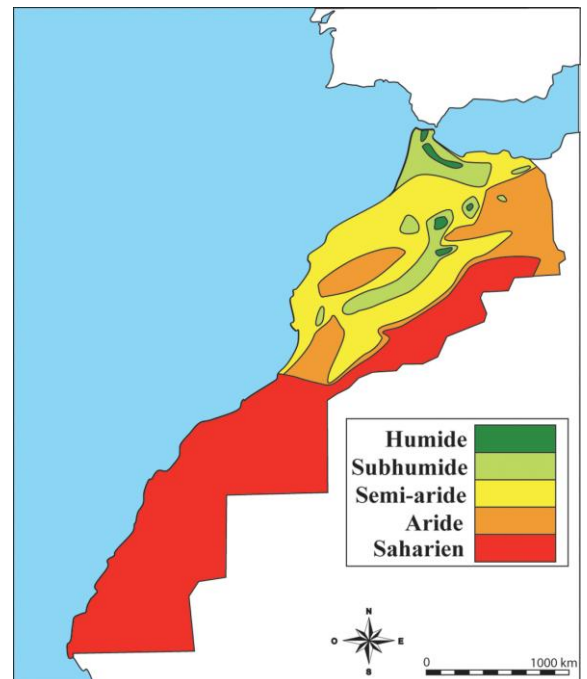 Humide
Subhumide
Semi-aride
Aride
Saharien
N
O E
S
0 1000 km